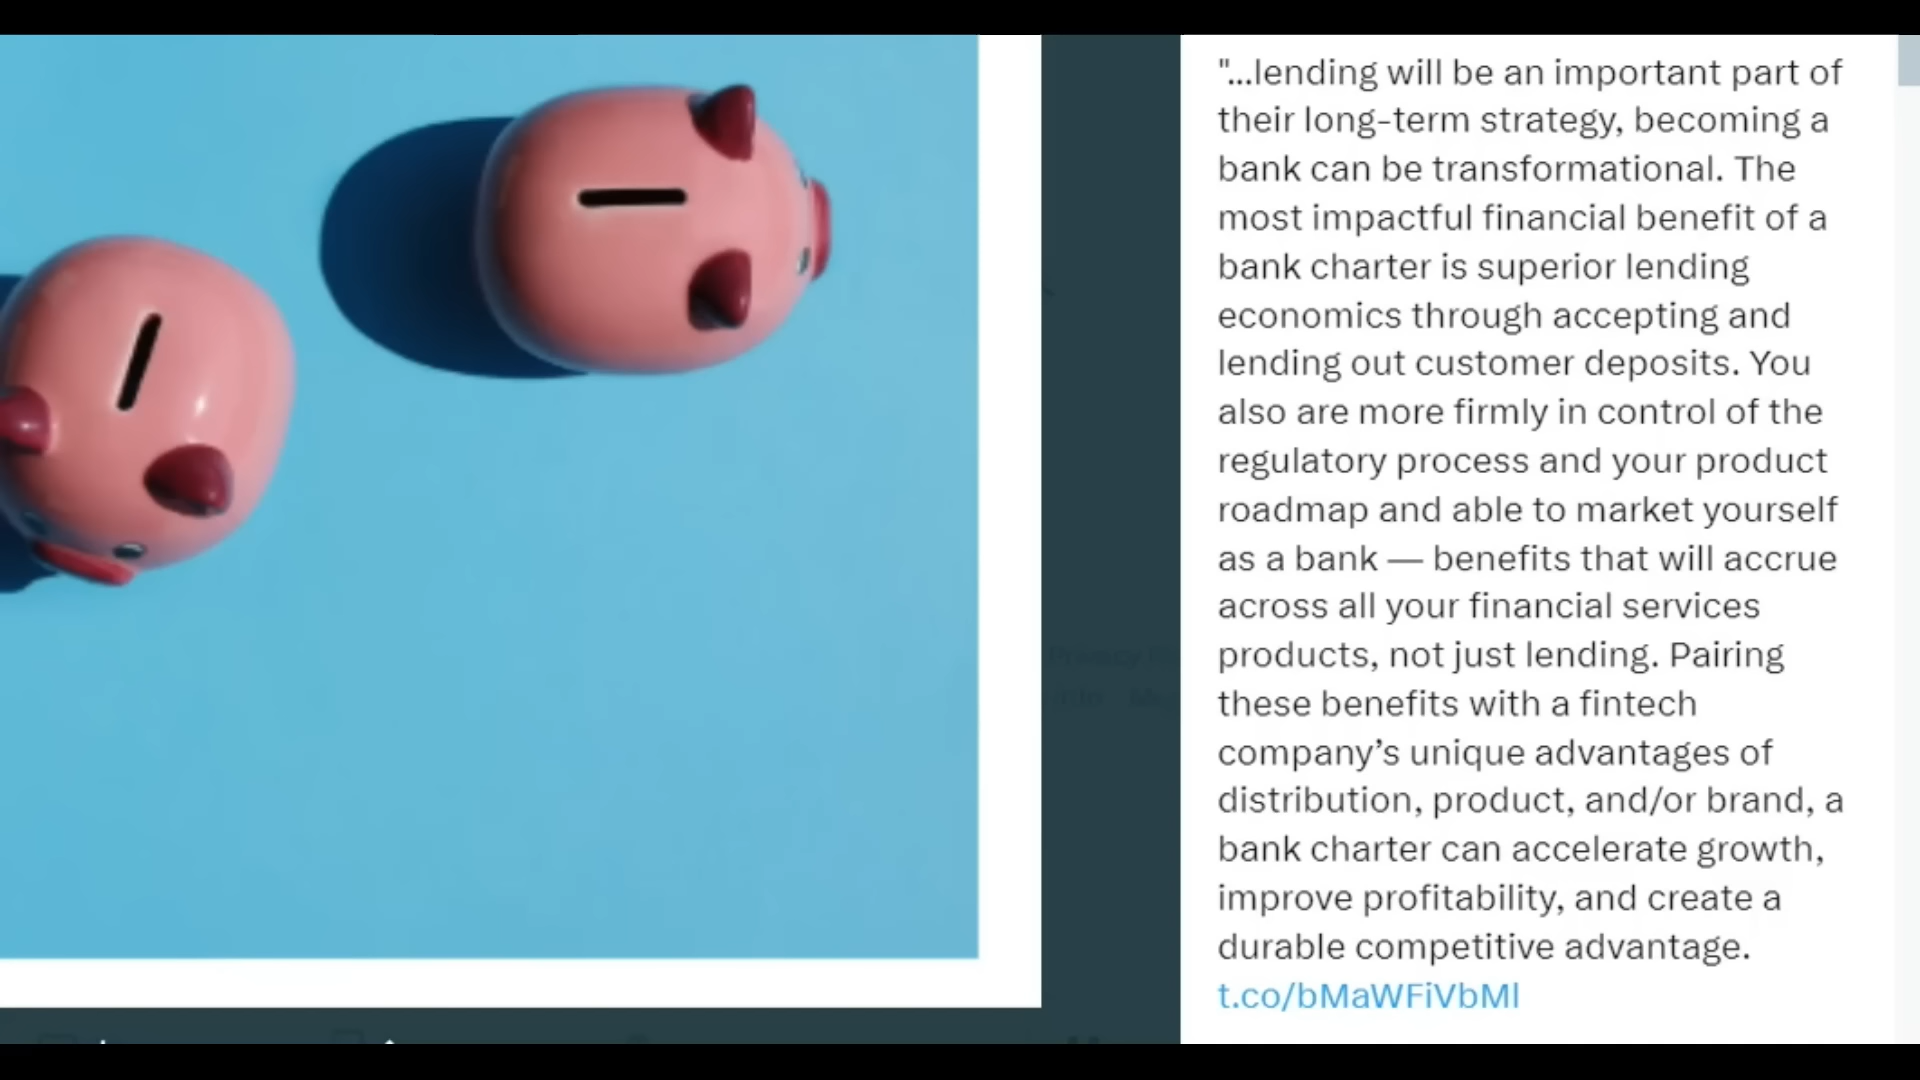 "...lending will be an important part of
their long-term strategy, becoming a
bank can be transformational. The
most impactful financial benefit of a
bank charter is superior lending
economics through accepting and
lending out customer deposits. You
also are more firmly in control of the
regulatory process and your product
roadmap and able to market yourself
as a bank — benefits that will accrue
across all your financial services
products, not just lending. Pairing
these benefits with a fintech
company’s unique advantages of
distribution, product, and/or brand, a
bank charter can accelerate growth,
improve profitability, and create a
durable competitive advantage.
t.co/bMaWFiVbMl
Privacy